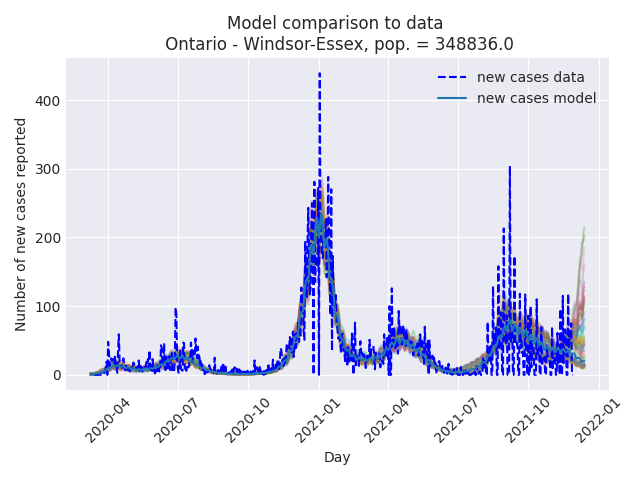 Model comparison to data
Ontario - Windsor-Essex, pop. = 348836.0
new cases data
new cases model
Number of new cases reported
400
300
200
100
0
2020-04
2020-07
2020-10
2021-01
2021-04
2021-07
2021-10
2022-01
Day